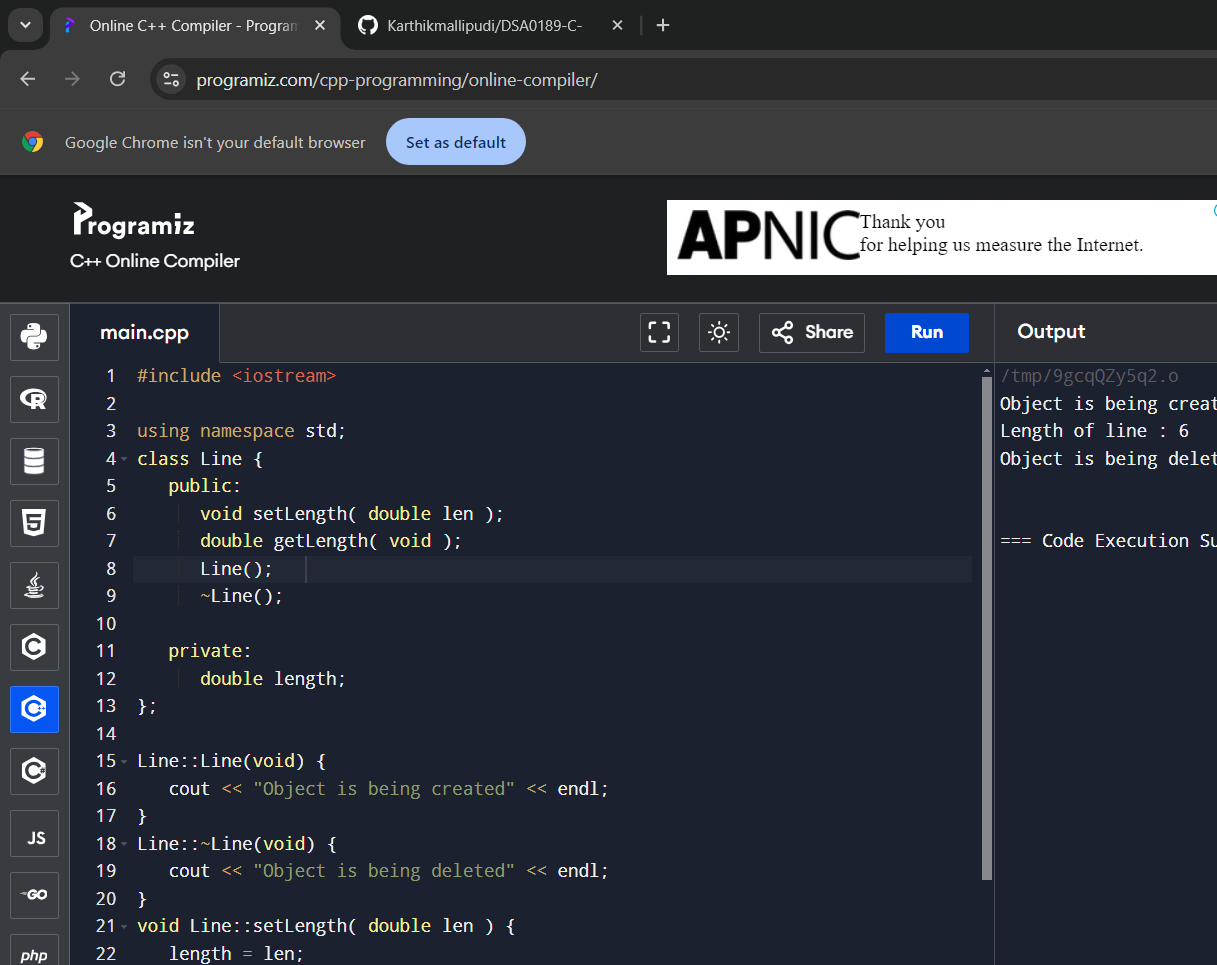 Online C++ Compiler - Program
Karthikmallipudi/DSA0189-C-
programiz.com/cpp-programming/online-compiler/
Google Chrome isn't your default browser
Set as default
Programiz
C++ Online Compiler
APNIC
Thank you
for helping us measure the Internet.
main.cpp
Share
Run
Output
1 #include <iostream>
2
3 using namespace std;
4 class Line {
5 public:
6 void setLength( double len );
7 double getLength( void );
8 Line();
9 ~Line();
10
11 private:
12 double length;
13 };
14
15 Line::Line(void) {
16 cout << "Object is being created" << endl;
17 }
18 Line::~Line(void) {
19 cout << "Object is being deleted" << endl;
20 }
21 void Line::setLength( double len ) {
22 length = len;
/tmp/9gcqQZy5q2.o
Object is being creat
Length of line : 6
Object is being delet
=== Code Execution Su
R
5
C
C++
C#
JS
GO
php